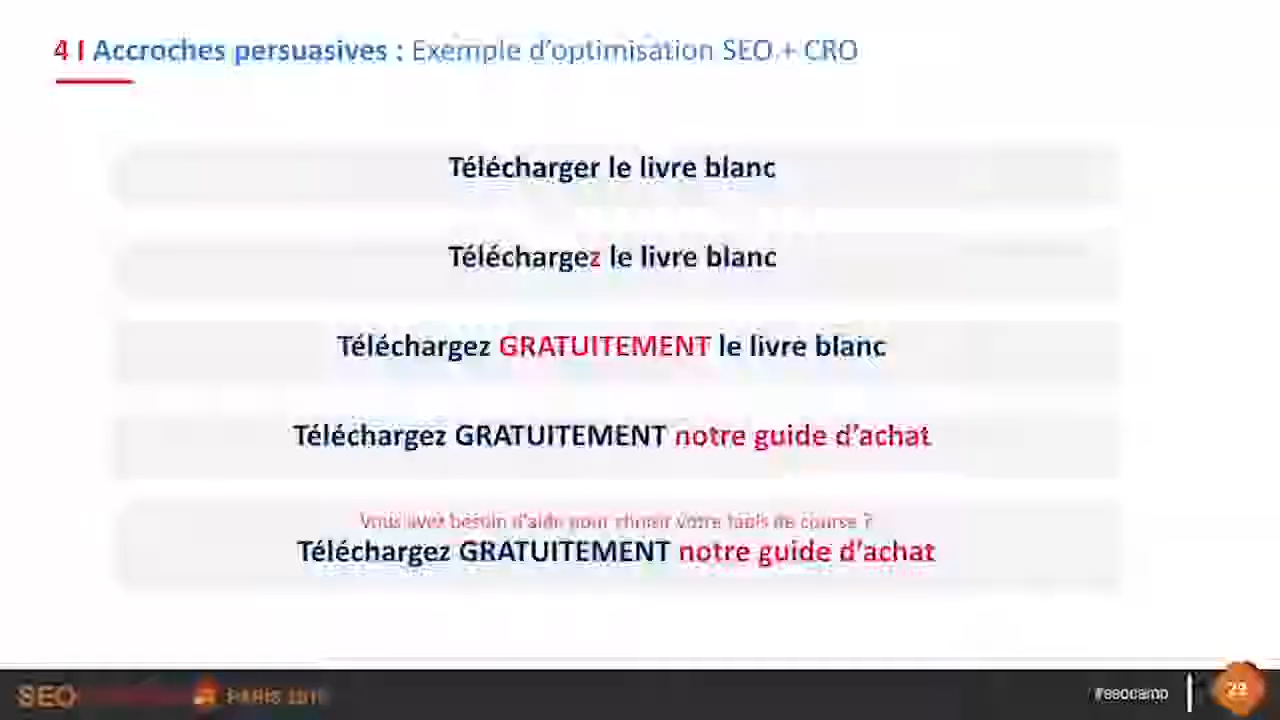 4 I Accroches persuasives : Exemple d'optimisation SEO + CRO
Télécharger le livre blanc
Téléchargez le livre blanc
Téléchargez GRATUITEMENT le livre blanc
Téléchargez GRATUITEMENT notre guide d'achat
Vous avez besoin d'aide pour choisir votre tapis de course ?
Téléchargez GRATUITEMENT notre guide d'achat
SEO PARIS
#seocamp